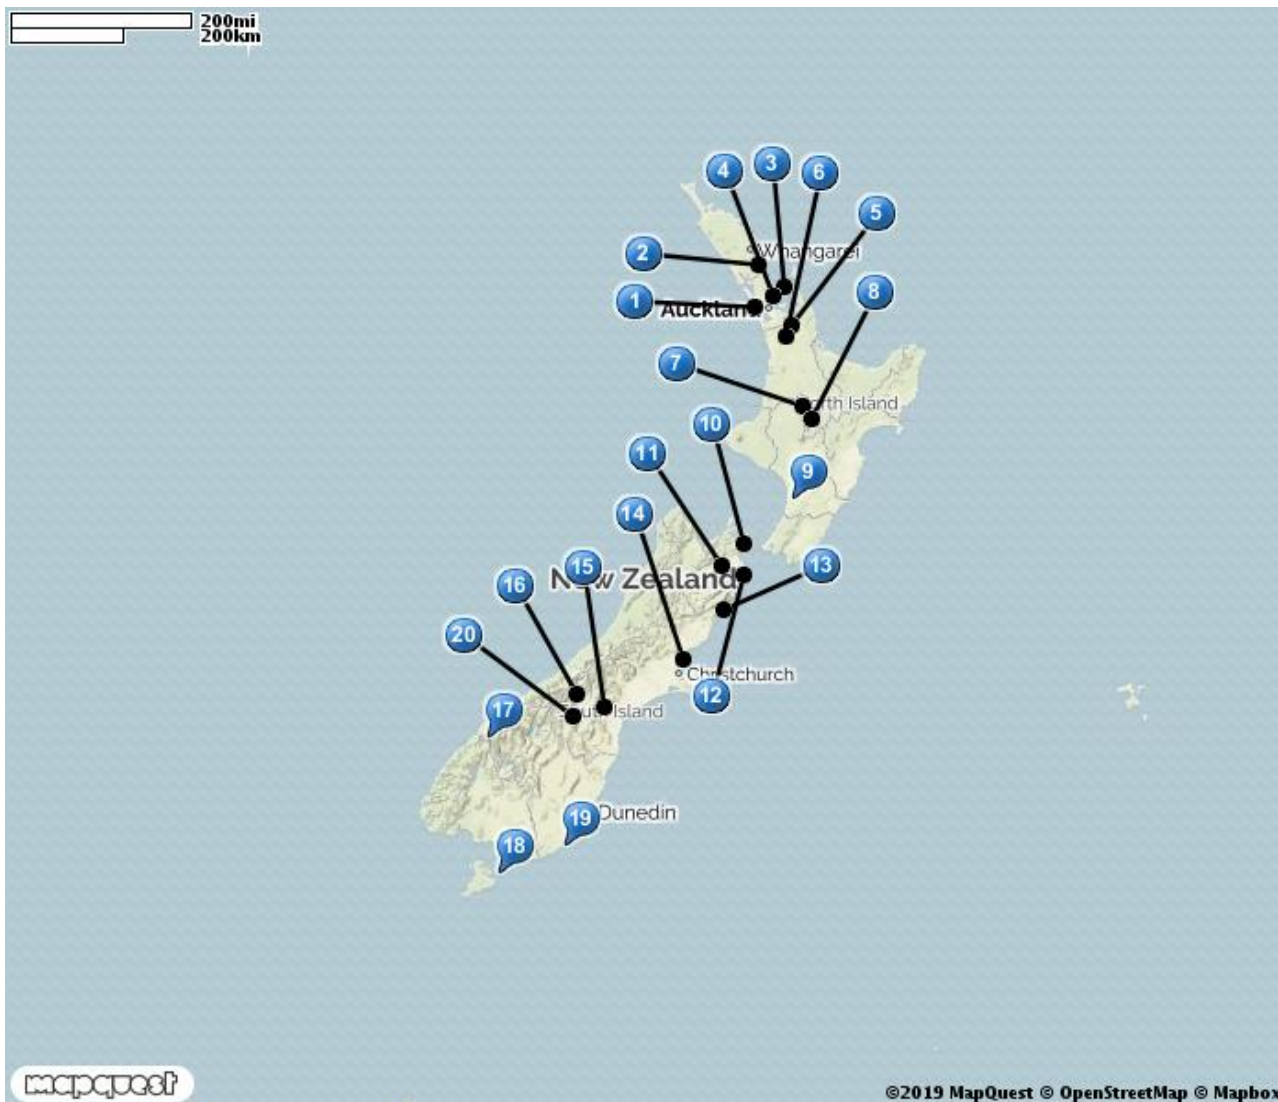 200mi
200km
4
3
6
5
2
Whangarei
8
1
Auckland
7
North Island
10
11
9
14
15
13
New Zealand
16
20
Christchurch
12
17
South Island
19
Dunedin
18
mapquest
©2019 MapQuest © OpenStreetMap © Mapbox